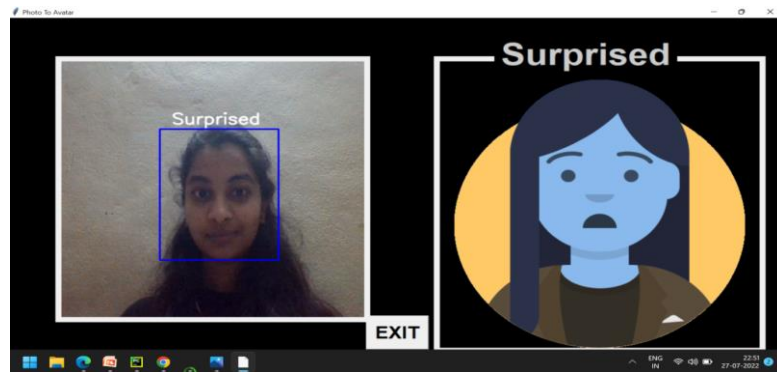 Photo To Avatar
Surprised
Surprised
EXIT
ENG
IN
22:51
27-07-2022